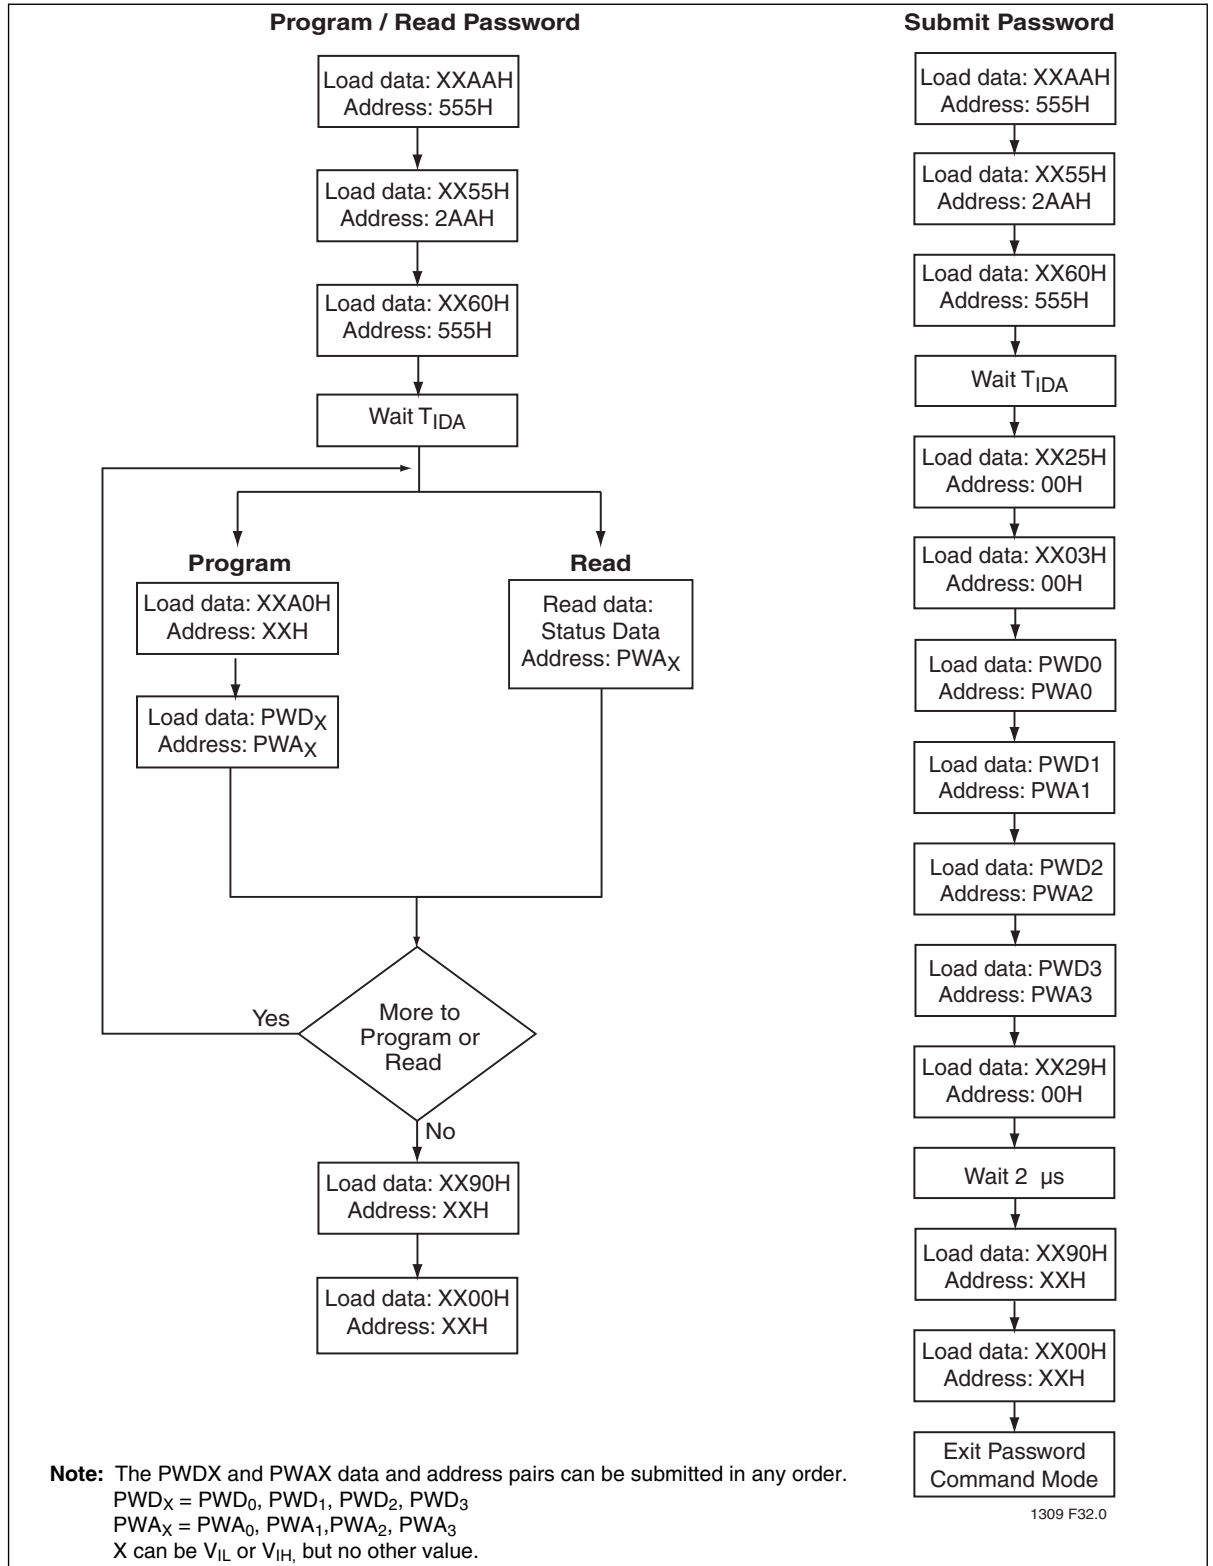 Program / Read Password
Load data: XXAAH
Address: 555H
Load data: XX55H
Address: 2AAH
Load data: XX60H
Address: 555H
Wait TIDA
Program
Load data: XXA0H
Address: XXH
Load data: PWDX
Address: PWAX
Read
Read data:
Status Data
Address: PWAX
More to
Program or
Read
Yes
No
Load data: XX90H
Address: XXH
Load data: XX00H
Address: XXH
Submit Password
Load data: XXAAH
Address: 555H
Load data: XX55H
Address: 2AAH
Load data: XX60H
Address: 555H
Wait TIDA
Load data: XX25H
Address: 00H
Load data: XX03H
Address: 00H
Load data: PWD0
Address: PWA0
Load data: PWD1
Address: PWA1
Load data: PWD2
Address: PWA2
Load data: PWD3
Address: PWA3
Load data: XX29H
Address: 00H
Wait 2 µs
Load data: XX90H
Address: XXH
Load data: XX00H
Address: XXH
Exit Password
Command Mode
Note: The PWDX and PWAX data and address pairs can be submitted in any order.
PWDX = PWD0, PWD1, PWD2, PWD3
PWAX = PWA0, PWA1,PWA2, PWA3
X can be VIL or VIH, but no other value.
1309 F32.0